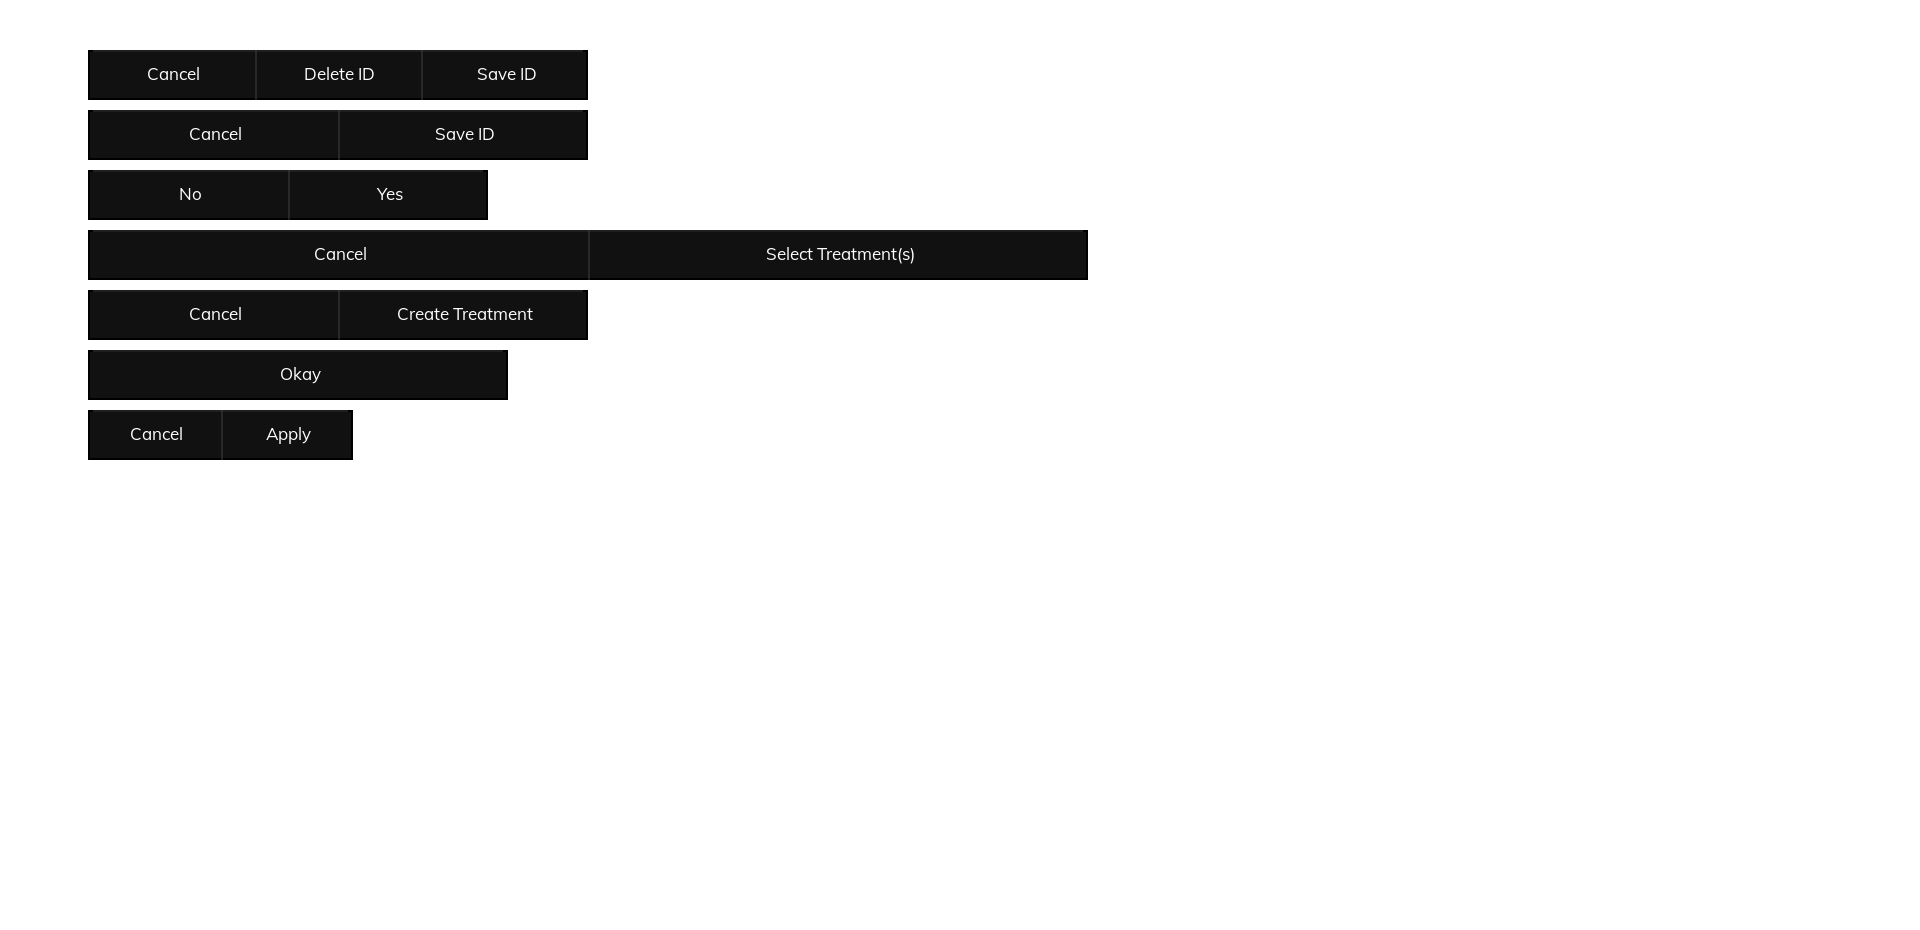 Cancel Delete ID Save ID
Cancel Save ID
No Yes
Cancel Select Treatment(s)
Cancel Create Treatment
Okay
Cancel Apply